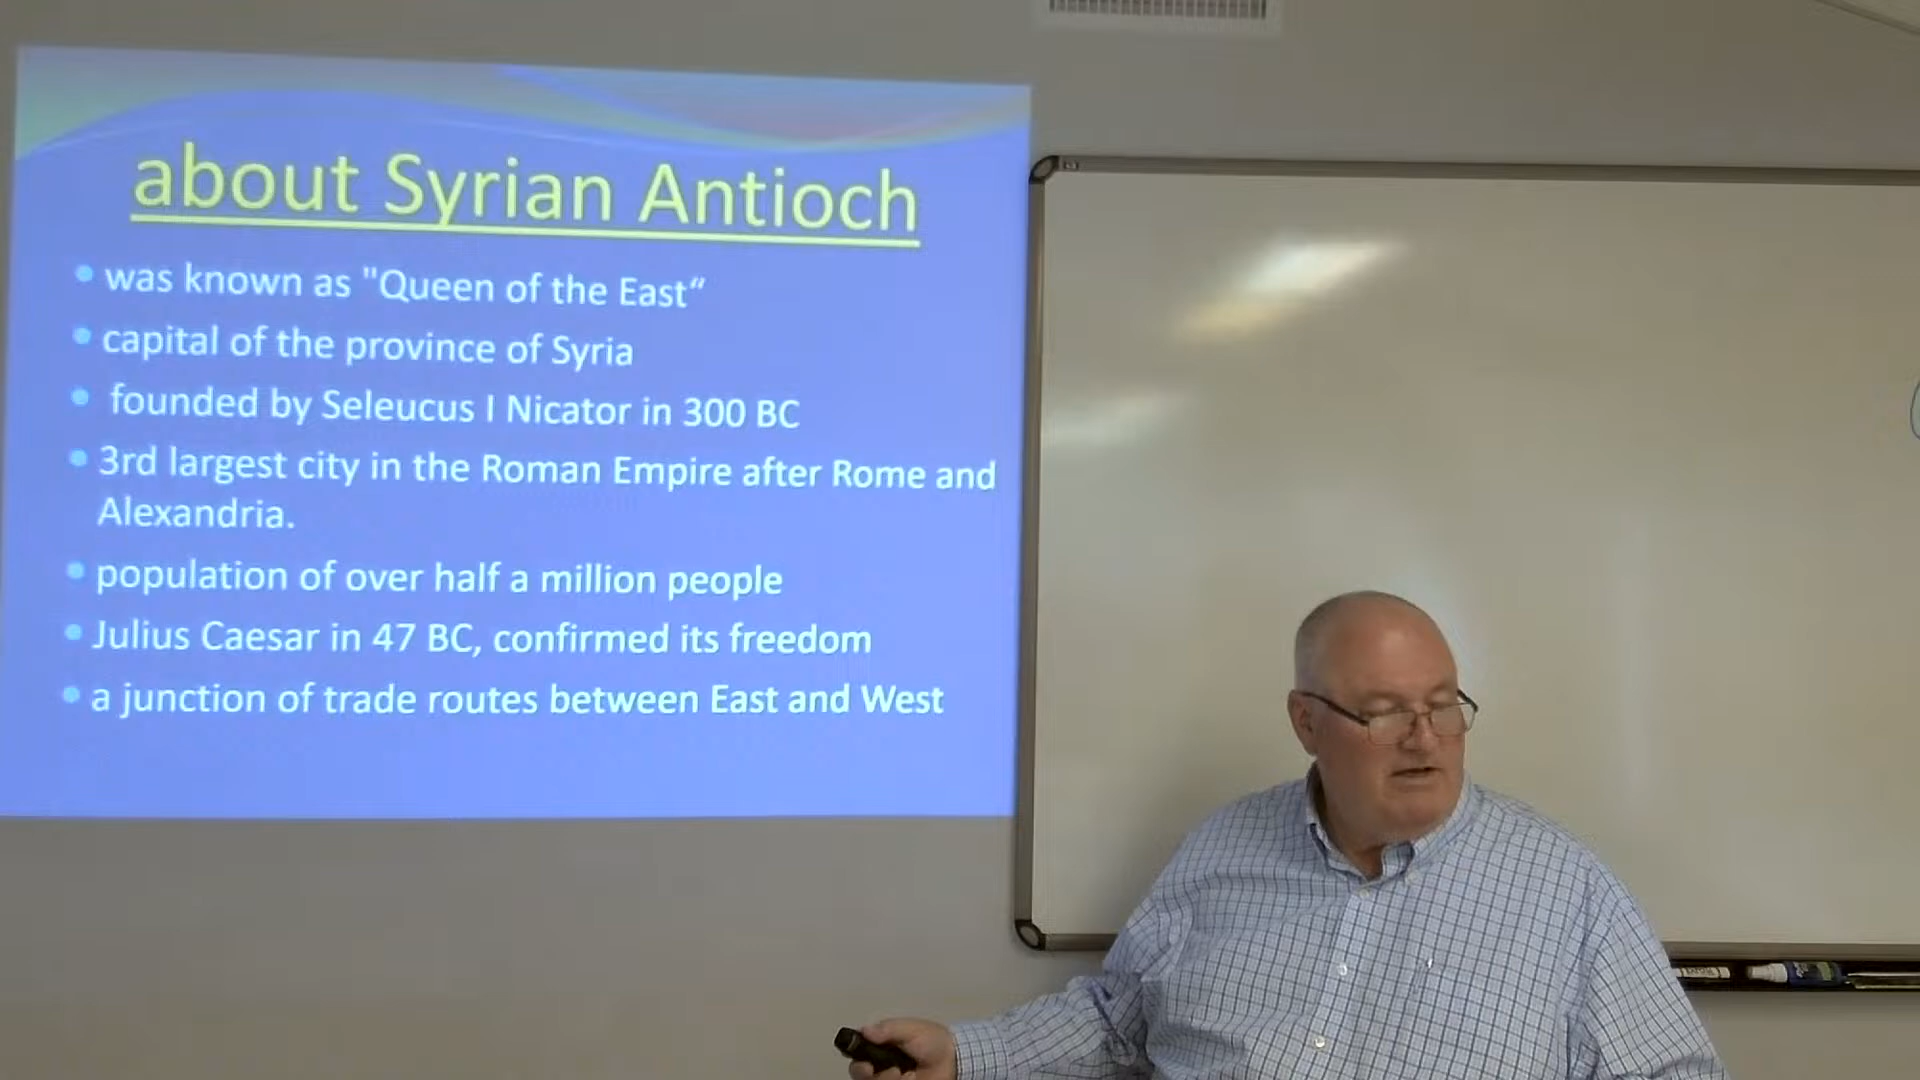 about Syrian Antioch
• was known as "Queen of the East“
• capital of the province of Syria
• founded by Seleucus I Nicator in 300 BC
• 3rd largest city in the Roman Empire after Rome and
Alexandria.
• population of over half a million people
• Julius Caesar in 47 BC, confirmed its freedom
• a junction of trade routes between East and West